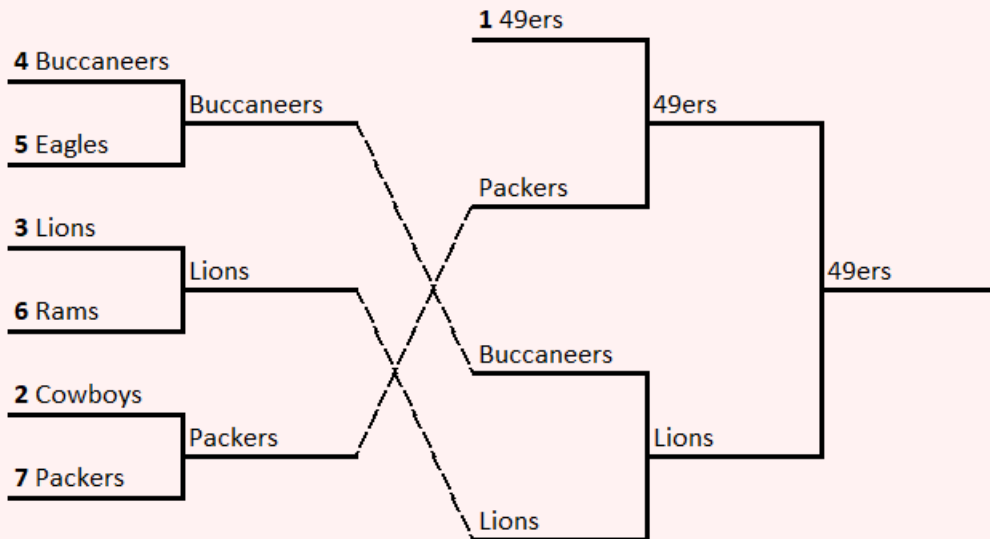 1 49ers
4 Buccaneers
Buccaneers
49ers
5 Eagles
Packers
3 Lions
Lions
49ers
6 Rams
Buccaneers
2 Cowboys
Packers
Lions
7 Packers
Lions